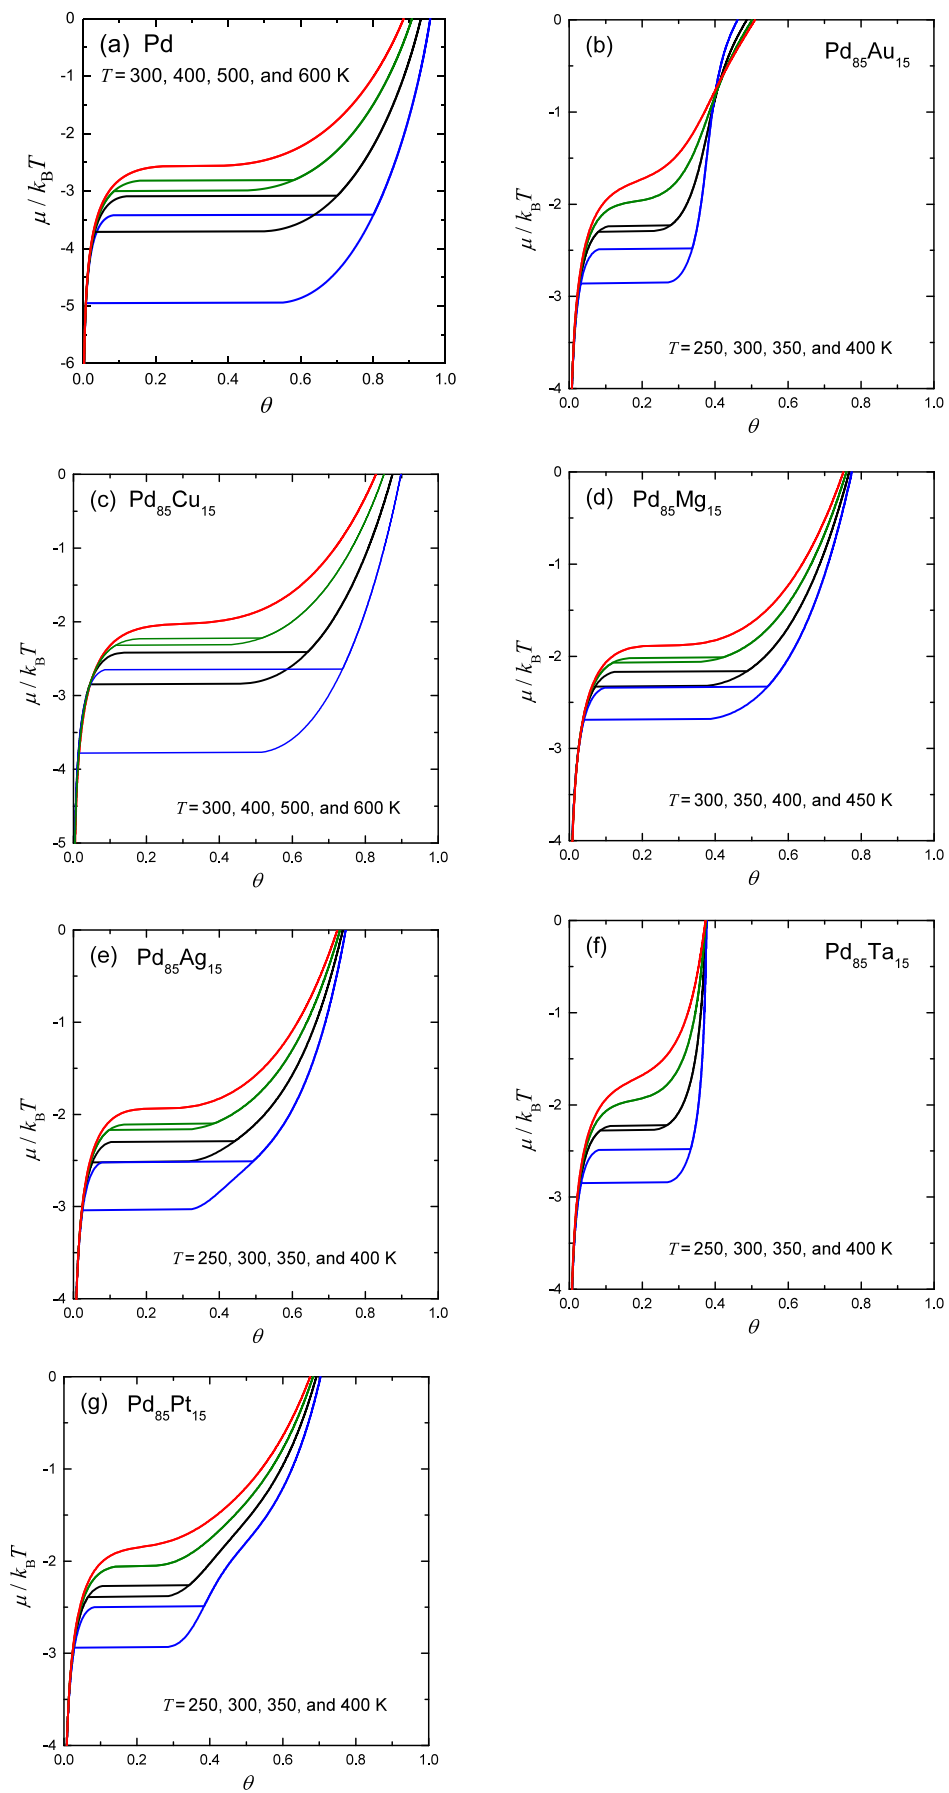 (a) Pd
T = 300, 400, 500, and 600 K
0
-1
-2
-3
-4
-5
-6
μ / k_B T
0.0 0.2 0.4 0.6 0.8 1.0
θ
(b) Pd₈₅Au₁₅
0
-1
-2
-3
-4
μ / k_B T
T = 250, 300, 350, and 400 K
0.0 0.2 0.4 0.6 0.8 1.0
θ
(c) Pd₈₅Cu₁₅
0
-1
-2
-3
-4
-5
μ / k_B T
T = 300, 400, 500, and 600 K
0.0 0.2 0.4 0.6 0.8 1.0
θ
(d) Pd₈₅Mg₁₅
0
-1
-2
-3
-4
μ / k_B T
T = 300, 350, 400, and 450 K
0.0 0.2 0.4 0.6 0.8 1.0
θ
(e) Pd₈₅Ag₁₅
0
-1
-2
-3
-4
μ / k_B T
T = 250, 300, 350, and 400 K
0.0 0.2 0.4 0.6 0.8 1.0
θ
(f) Pd₈₅Ta₁₅
0
-1
-2
-3
-4
μ / k_B T
T = 250, 300, 350, and 400 K
0.0 0.2 0.4 0.6 0.8 1.0
θ
(g) Pd₈₅Pt₁₅
0
-1
-2
-3
-4
μ / k_B T
T = 250, 300, 350, and 400 K
0.0 0.2 0.4 0.6 0.8 1.0
θ